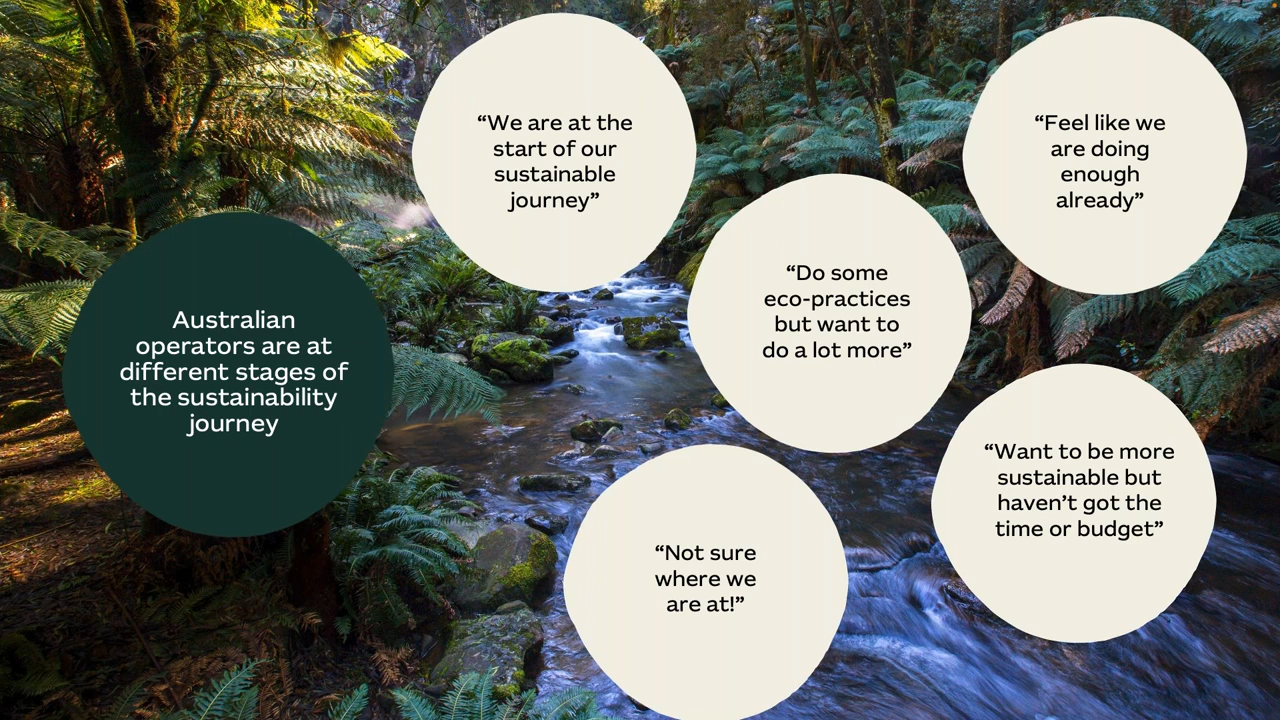 Australian
operators are at
different stages of
the sustainability
journey
“We are at the
start of our
sustainable
journey”
“Feel like we
are doing
enough
already”
“Do some
eco-practices
but want to
do a lot more”
“Want to be more
sustainable but
haven’t got the
time or budget”
“Not sure
where we
are at!”